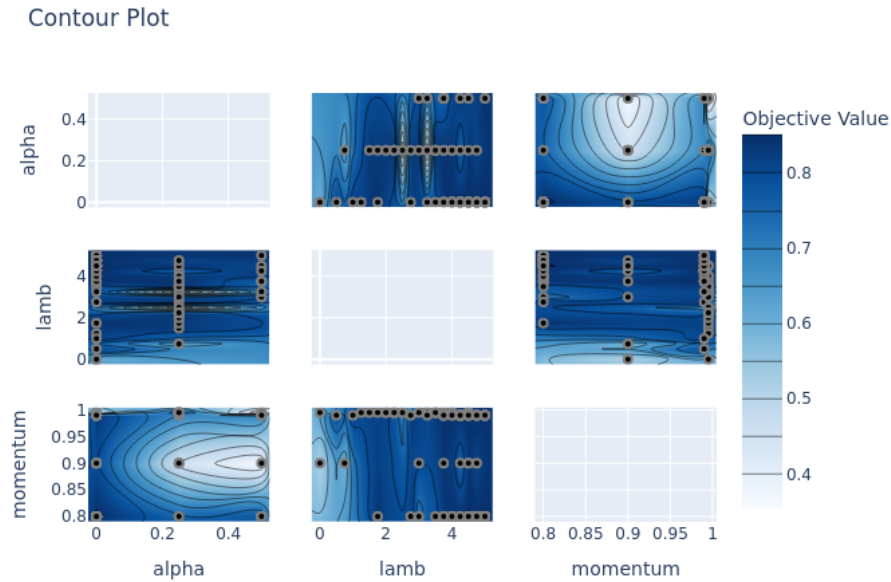 Contour Plot
Objective Value
alpha
0.4
0.2
0
0.8
0.7
0.6
0.5
0.4
lamb
4
2
0
momentum
1
0.95
0.9
0.85
0.8
0 0.4
0 2 4
0.8 0.85 0.9 0.95 1
alpha lamb momentum